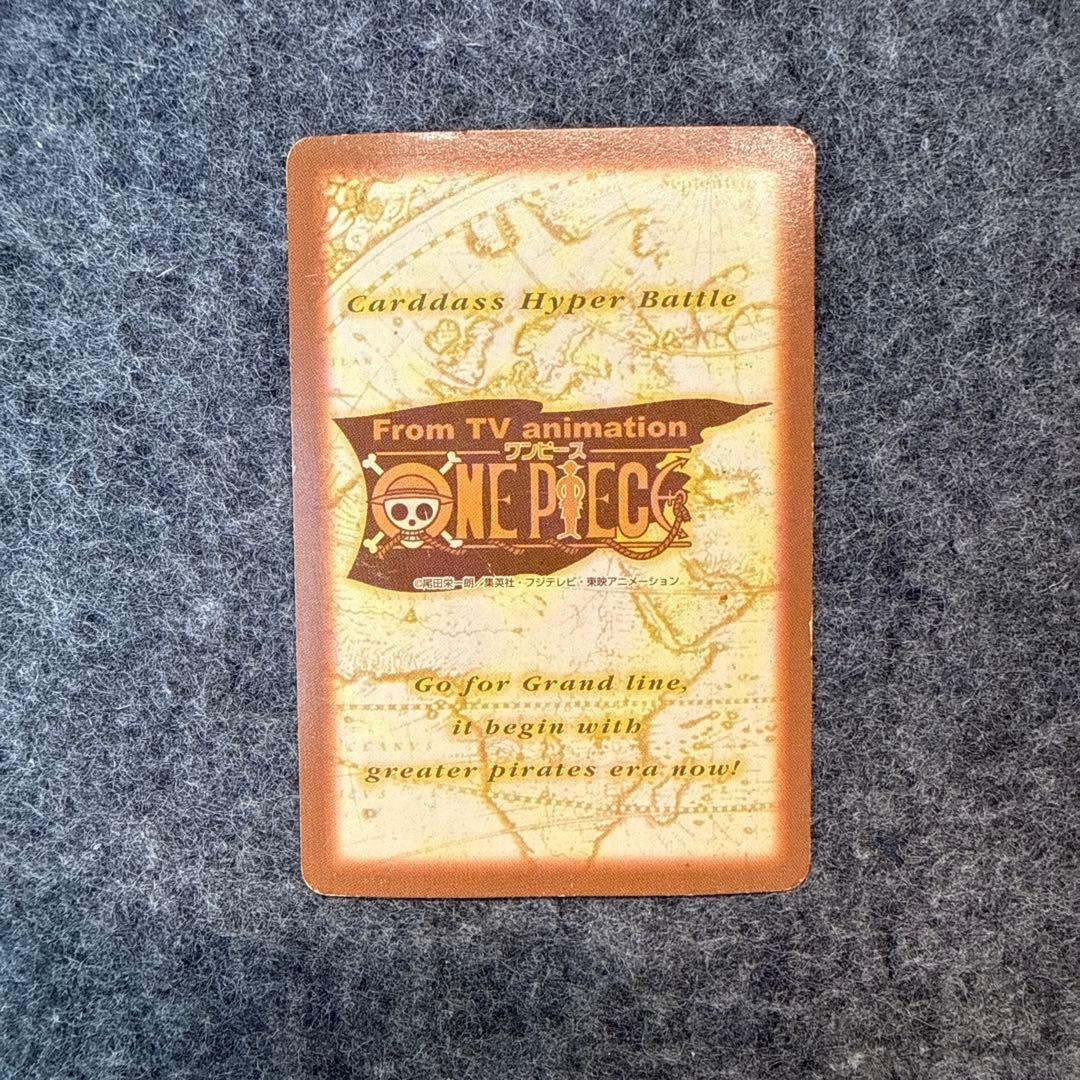 Septentrio
Carddass Hyper Battle
From TV animation
ワンピース
ONE PIECE
©尾田栄一郎/集英社・フジテレビ・東映アニメーション
Go for Grand line,
it begin with
greater pirates era now!